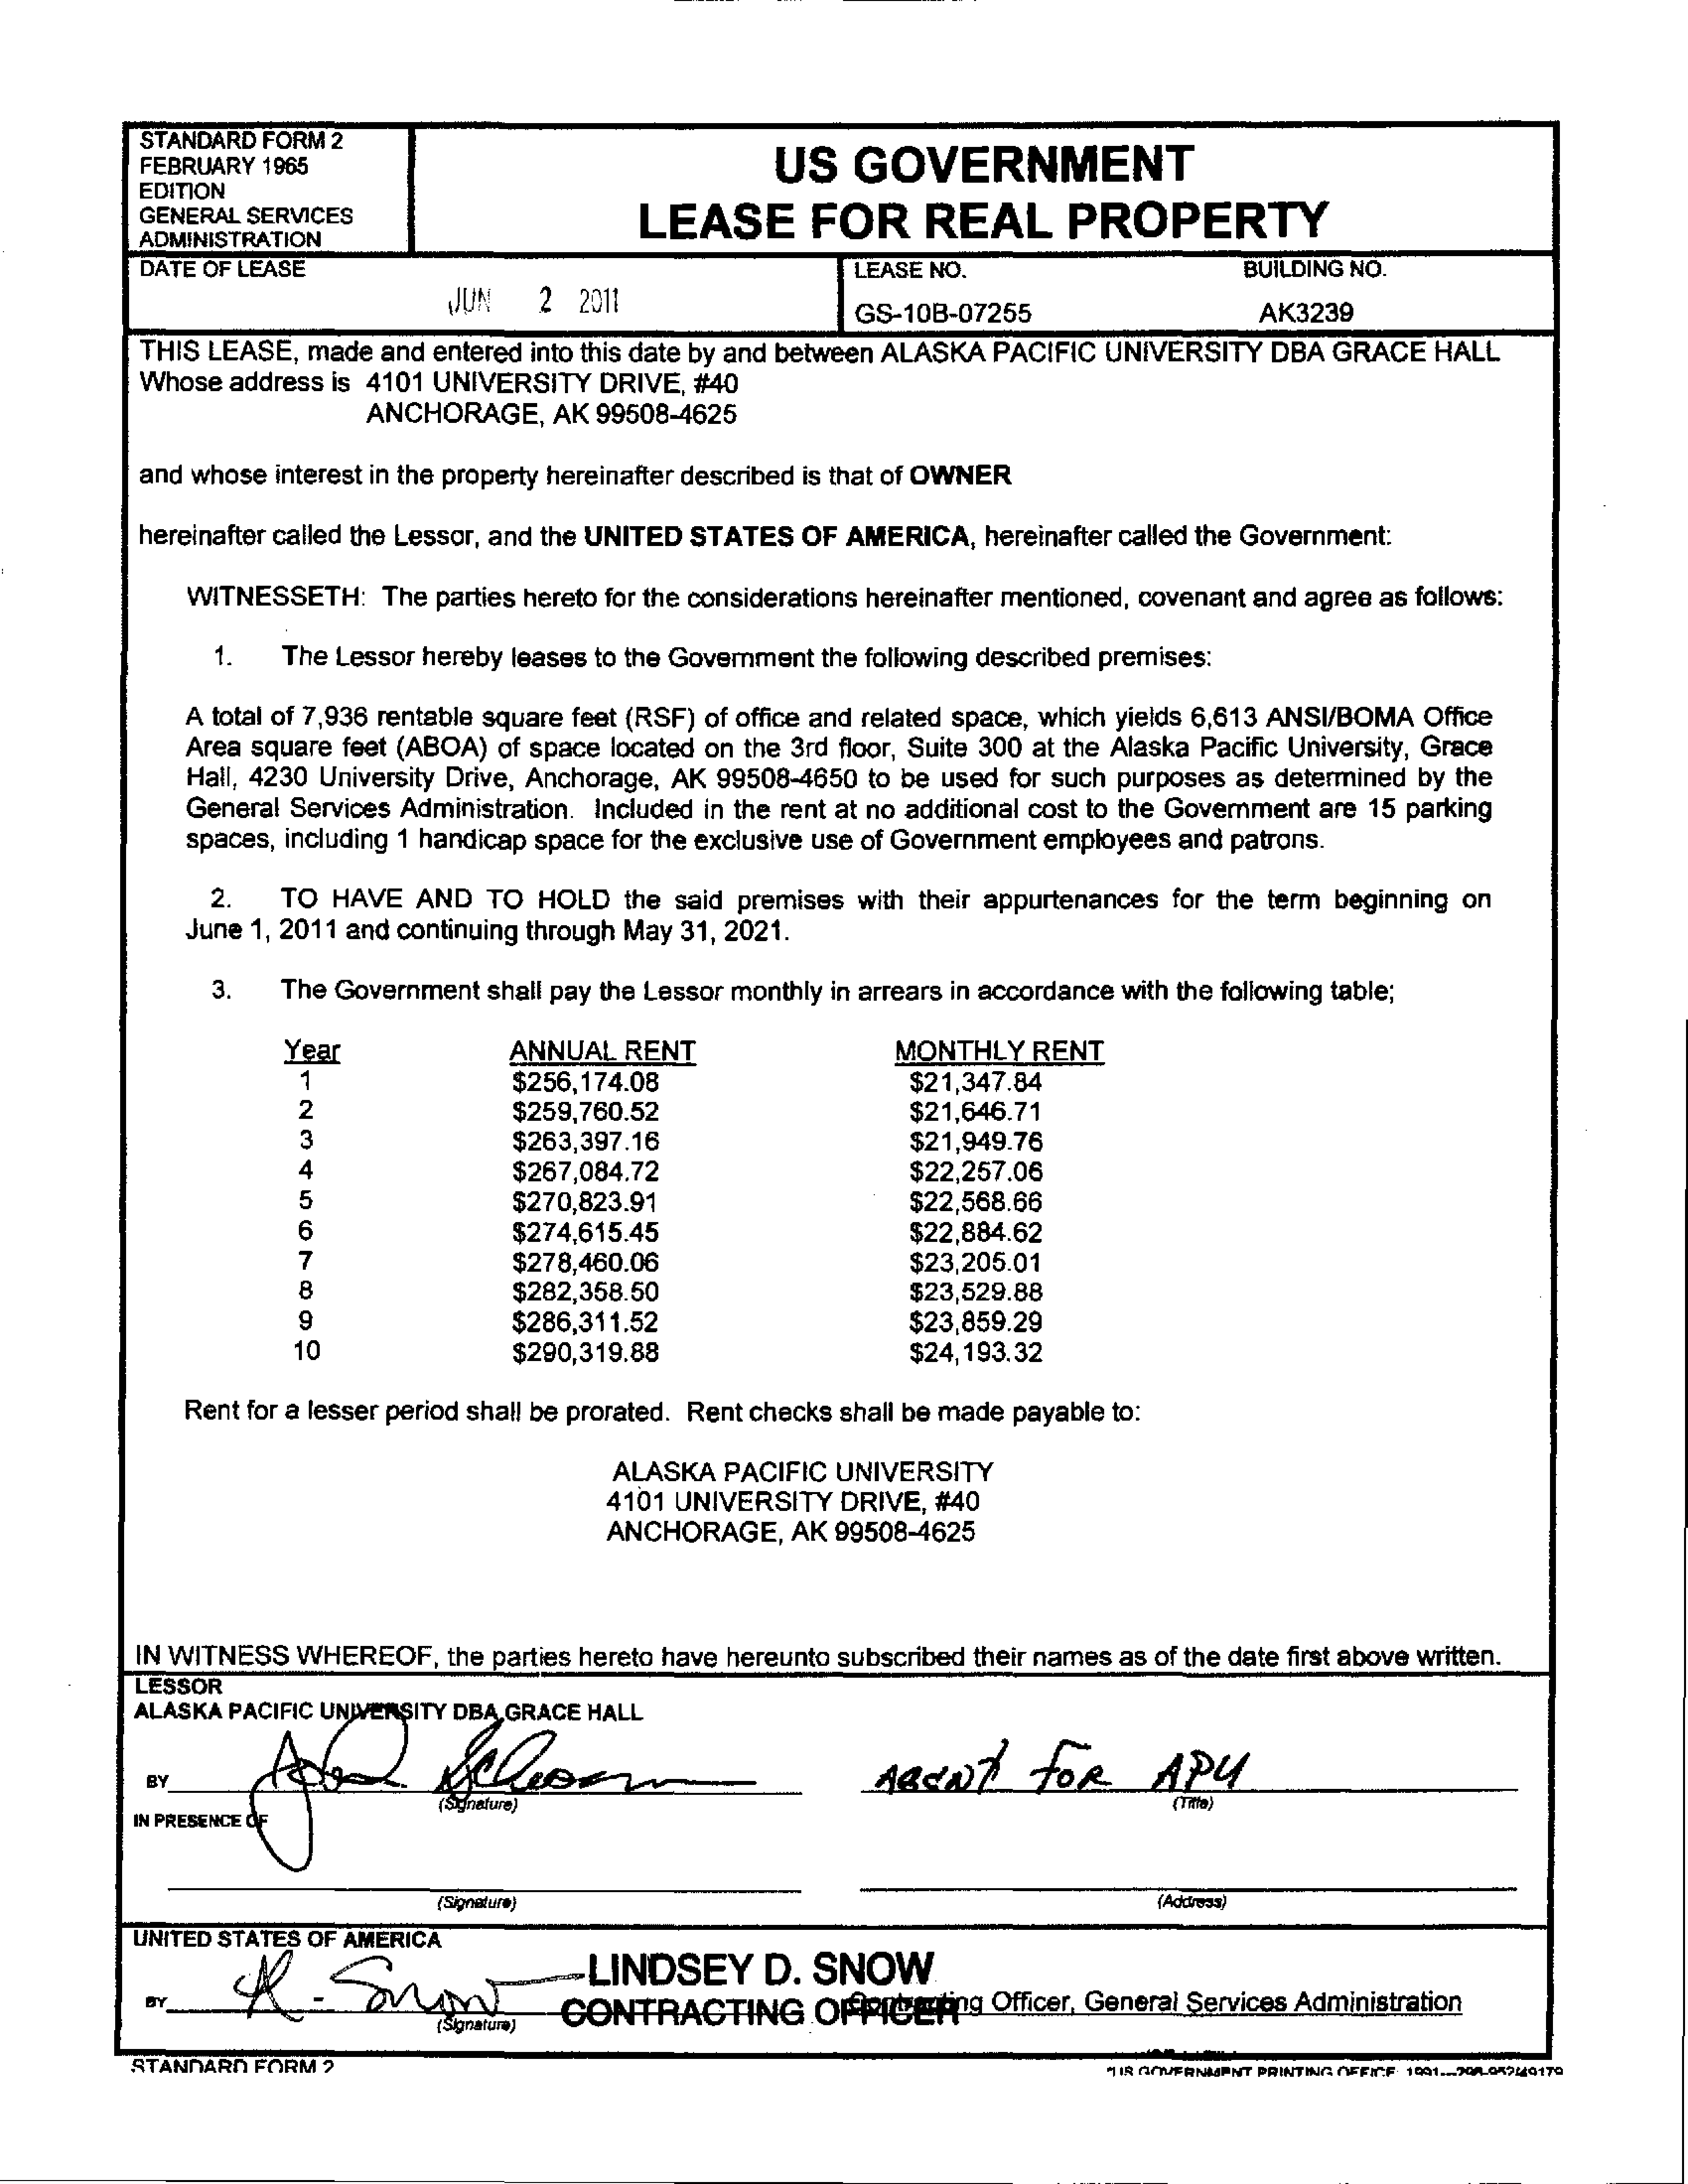 STANDARD FORM 2
FEBRUARY 1965
EDITION
GENERAL SERVICES
ADMINISTRATION
US GOVERNMENT
LEASE FOR REAL PROPERTY
DATE OF LEASE
JUN 2 2011
LEASE NO.
GS-10B-07255
BUILDING NO.
AK3239
THIS LEASE, made and entered into this date by and between ALASKA PACIFIC UNIVERSITY DBA GRACE HALL
Whose address is 4101 UNIVERSITY DRIVE, #40
ANCHORAGE, AK 99508-4625
and whose interest in the property hereinafter described is that of OWNER
hereinafter called the Lessor, and the UNITED STATES OF AMERICA, hereinafter called the Government:
WITNESSETH: The parties hereto for the considerations hereinafter mentioned, covenant and agree as follows:
1. The Lessor hereby leases to the Government the following described premises:
A total of 7,936 rentable square feet (RSF) of office and related space, which yields 6,613 ANSI/BOMA Office
Area square feet (ABOA) of space located on the 3rd floor, Suite 300 at the Alaska Pacific University, Grace
Hall, 4230 University Drive, Anchorage, AK 99508-4650 to be used for such purposes as determined by the
General Services Administration. Included in the rent at no additional cost to the Government are 15 parking
spaces, including 1 handicap space for the exclusive use of Government employees and patrons.
2. TO HAVE AND TO HOLD the said premises with their appurtenances for the term beginning on
June 1, 2011 and continuing through May 31, 2021.
3. The Government shall pay the Lessor monthly in arrears in accordance with the following table;
Year ANNUAL RENT MONTHLY RENT
1 $256,174.08 $21,347.84
2 $259,760.52 $21,646.71
3 $263,397.16 $21,949.76
4 $267,084.72 $22,257.06
5 $270,823.91 $22,568.66
6 $274,615.45 $22,884.62
7 $278,460.06 $23,205.01
8 $282,358.50 $23,529.88
9 $286,311.52 $23,859.29
10 $290,319.88 $24,193.32
Rent for a lesser period shall be prorated. Rent checks shall be made payable to:
ALASKA PACIFIC UNIVERSITY
4101 UNIVERSITY DRIVE, #40
ANCHORAGE, AK 99508-4625
IN WITNESS WHEREOF, the parties hereto have hereunto subscribed their names as of the date first above written.
LESSOR
ALASKA PACIFIC UNIVERSITY DBA GRACE HALL
BY AGENT FOR APU
(Signature) (Title)
IN PRESENCE OF
(Signature) (Address)
UNITED STATES OF AMERICA
LINDSEY D. SNOW
BY Snow CONTRACTING OFFICER Contracting Officer, General Services Administration
(Signature)
STANDARD FORM 2
US GOVERNMENT PRINTING OFFICE